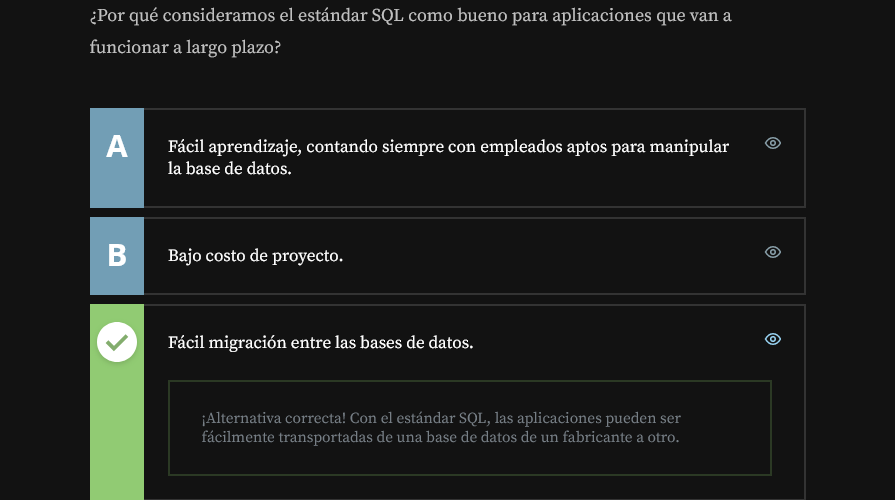 ¿Por qué consideramos el estándar SQL como bueno para aplicaciones que van a
funcionar a largo plazo?
A
Fácil aprendizaje, contando siempre con empleados aptos para manipular
la base de datos.
B
Bajo costo de proyecto.
Fácil migración entre las bases de datos.
¡Alternativa correcta! Con el estándar SQL, las aplicaciones pueden ser
fácilmente transportadas de una base de datos de un fabricante a otro.